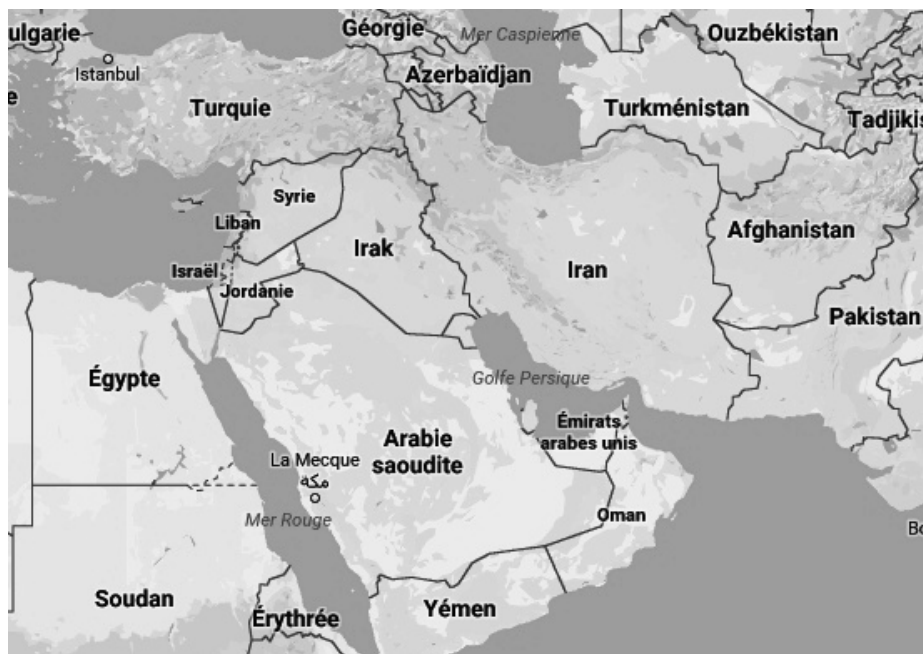 ulgarie
Géorgie
Mer Caspienne
Ouzbékistan
Istanbul
Azerbaïdjan
e
Turquie
Turkménistan
Tadjikis
Syrie
Liban
Irak
Afghanistan
Israël
Iran
Jordanie
Pakistan
Égypte
Golfe Persique
Émirats
arabes unis
Arabie
saoudite
La Mecque
مكة
Mer Rouge
Oman
Bo
Soudan
Érythrée
Yémen